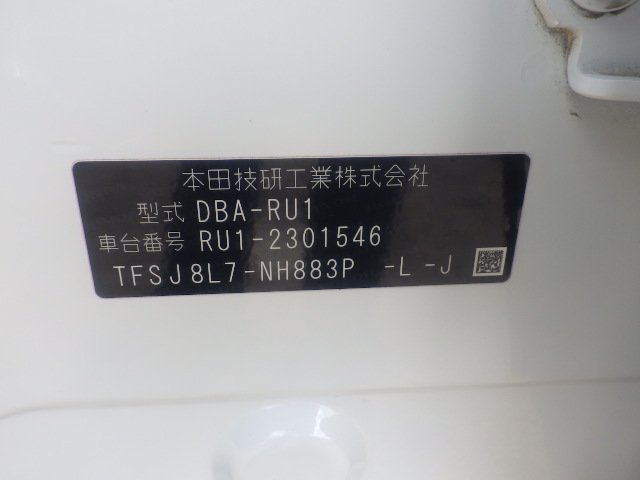 本田技研工業株式会社
型式 DBA-RU1
車台番号 RU1-2301546
TFSJ8L7-NH883P -L -J